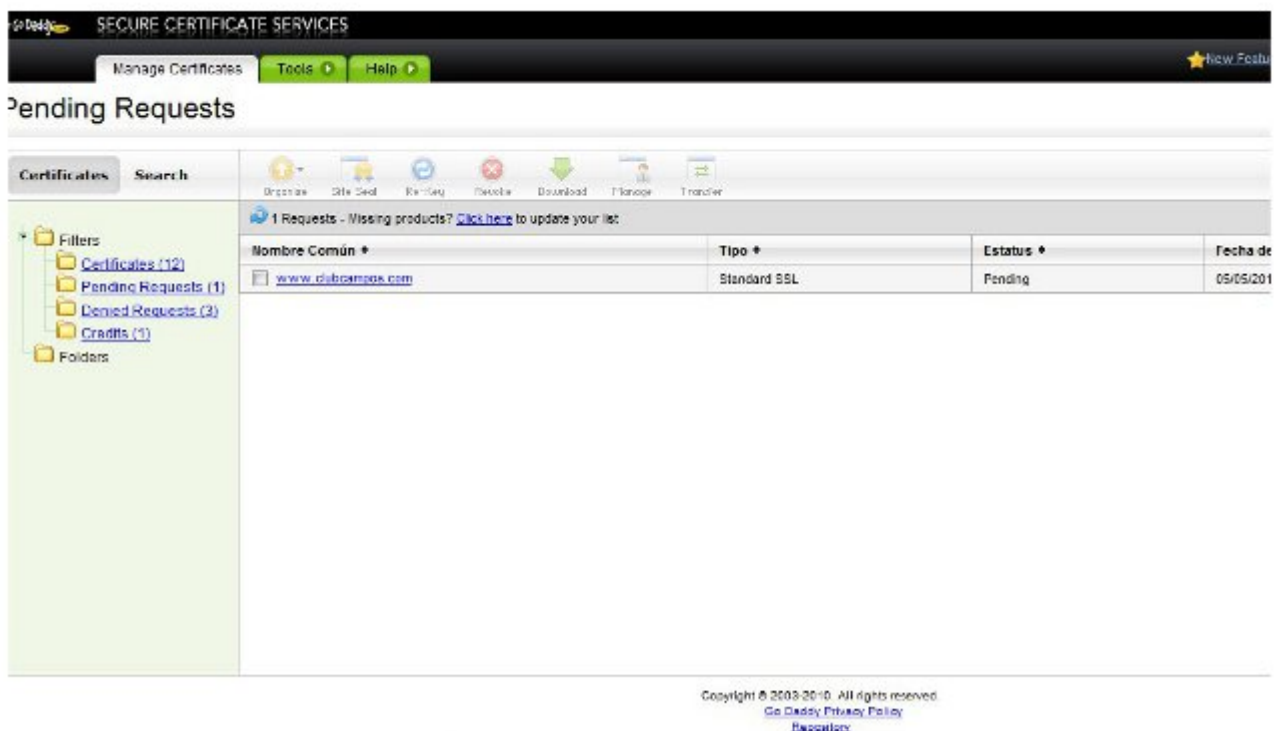 Go Daddy SECURE CERTIFICATE SERVICES
Manage Certificates Tools Help New Featu
Pending Requests
Certificates Search
Organize Site Seal Re-Key Revoke Download Manage Transfer
1 Requests - Missing products? Click here to update your list
Filters
Certificates (12)
Pending Requests (1)
Denied Requests (3)
Credits (1)
Folders
Nombre Común Tipo Estatus Fecha de
www.clubcampos.com Standard SSL Pending 05/05/201
Copyright © 2003-2010. All rights reserved.
Go Daddy Privacy Policy
Repository